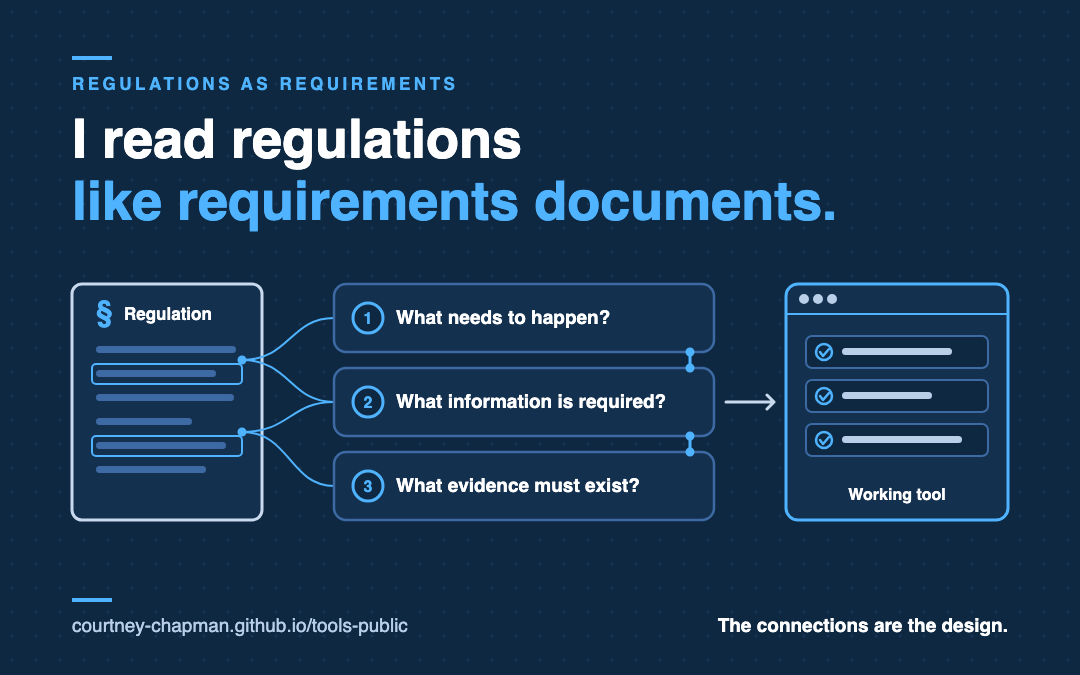 REGULATIONS AS REQUIREMENTS
I read regulations
like requirements documents.
§ Regulation
1 What needs to happen?
2 What information is required?
3 What evidence must exist?
Working tool
courtney-chapman.github.io/tools-public
The connections are the design.